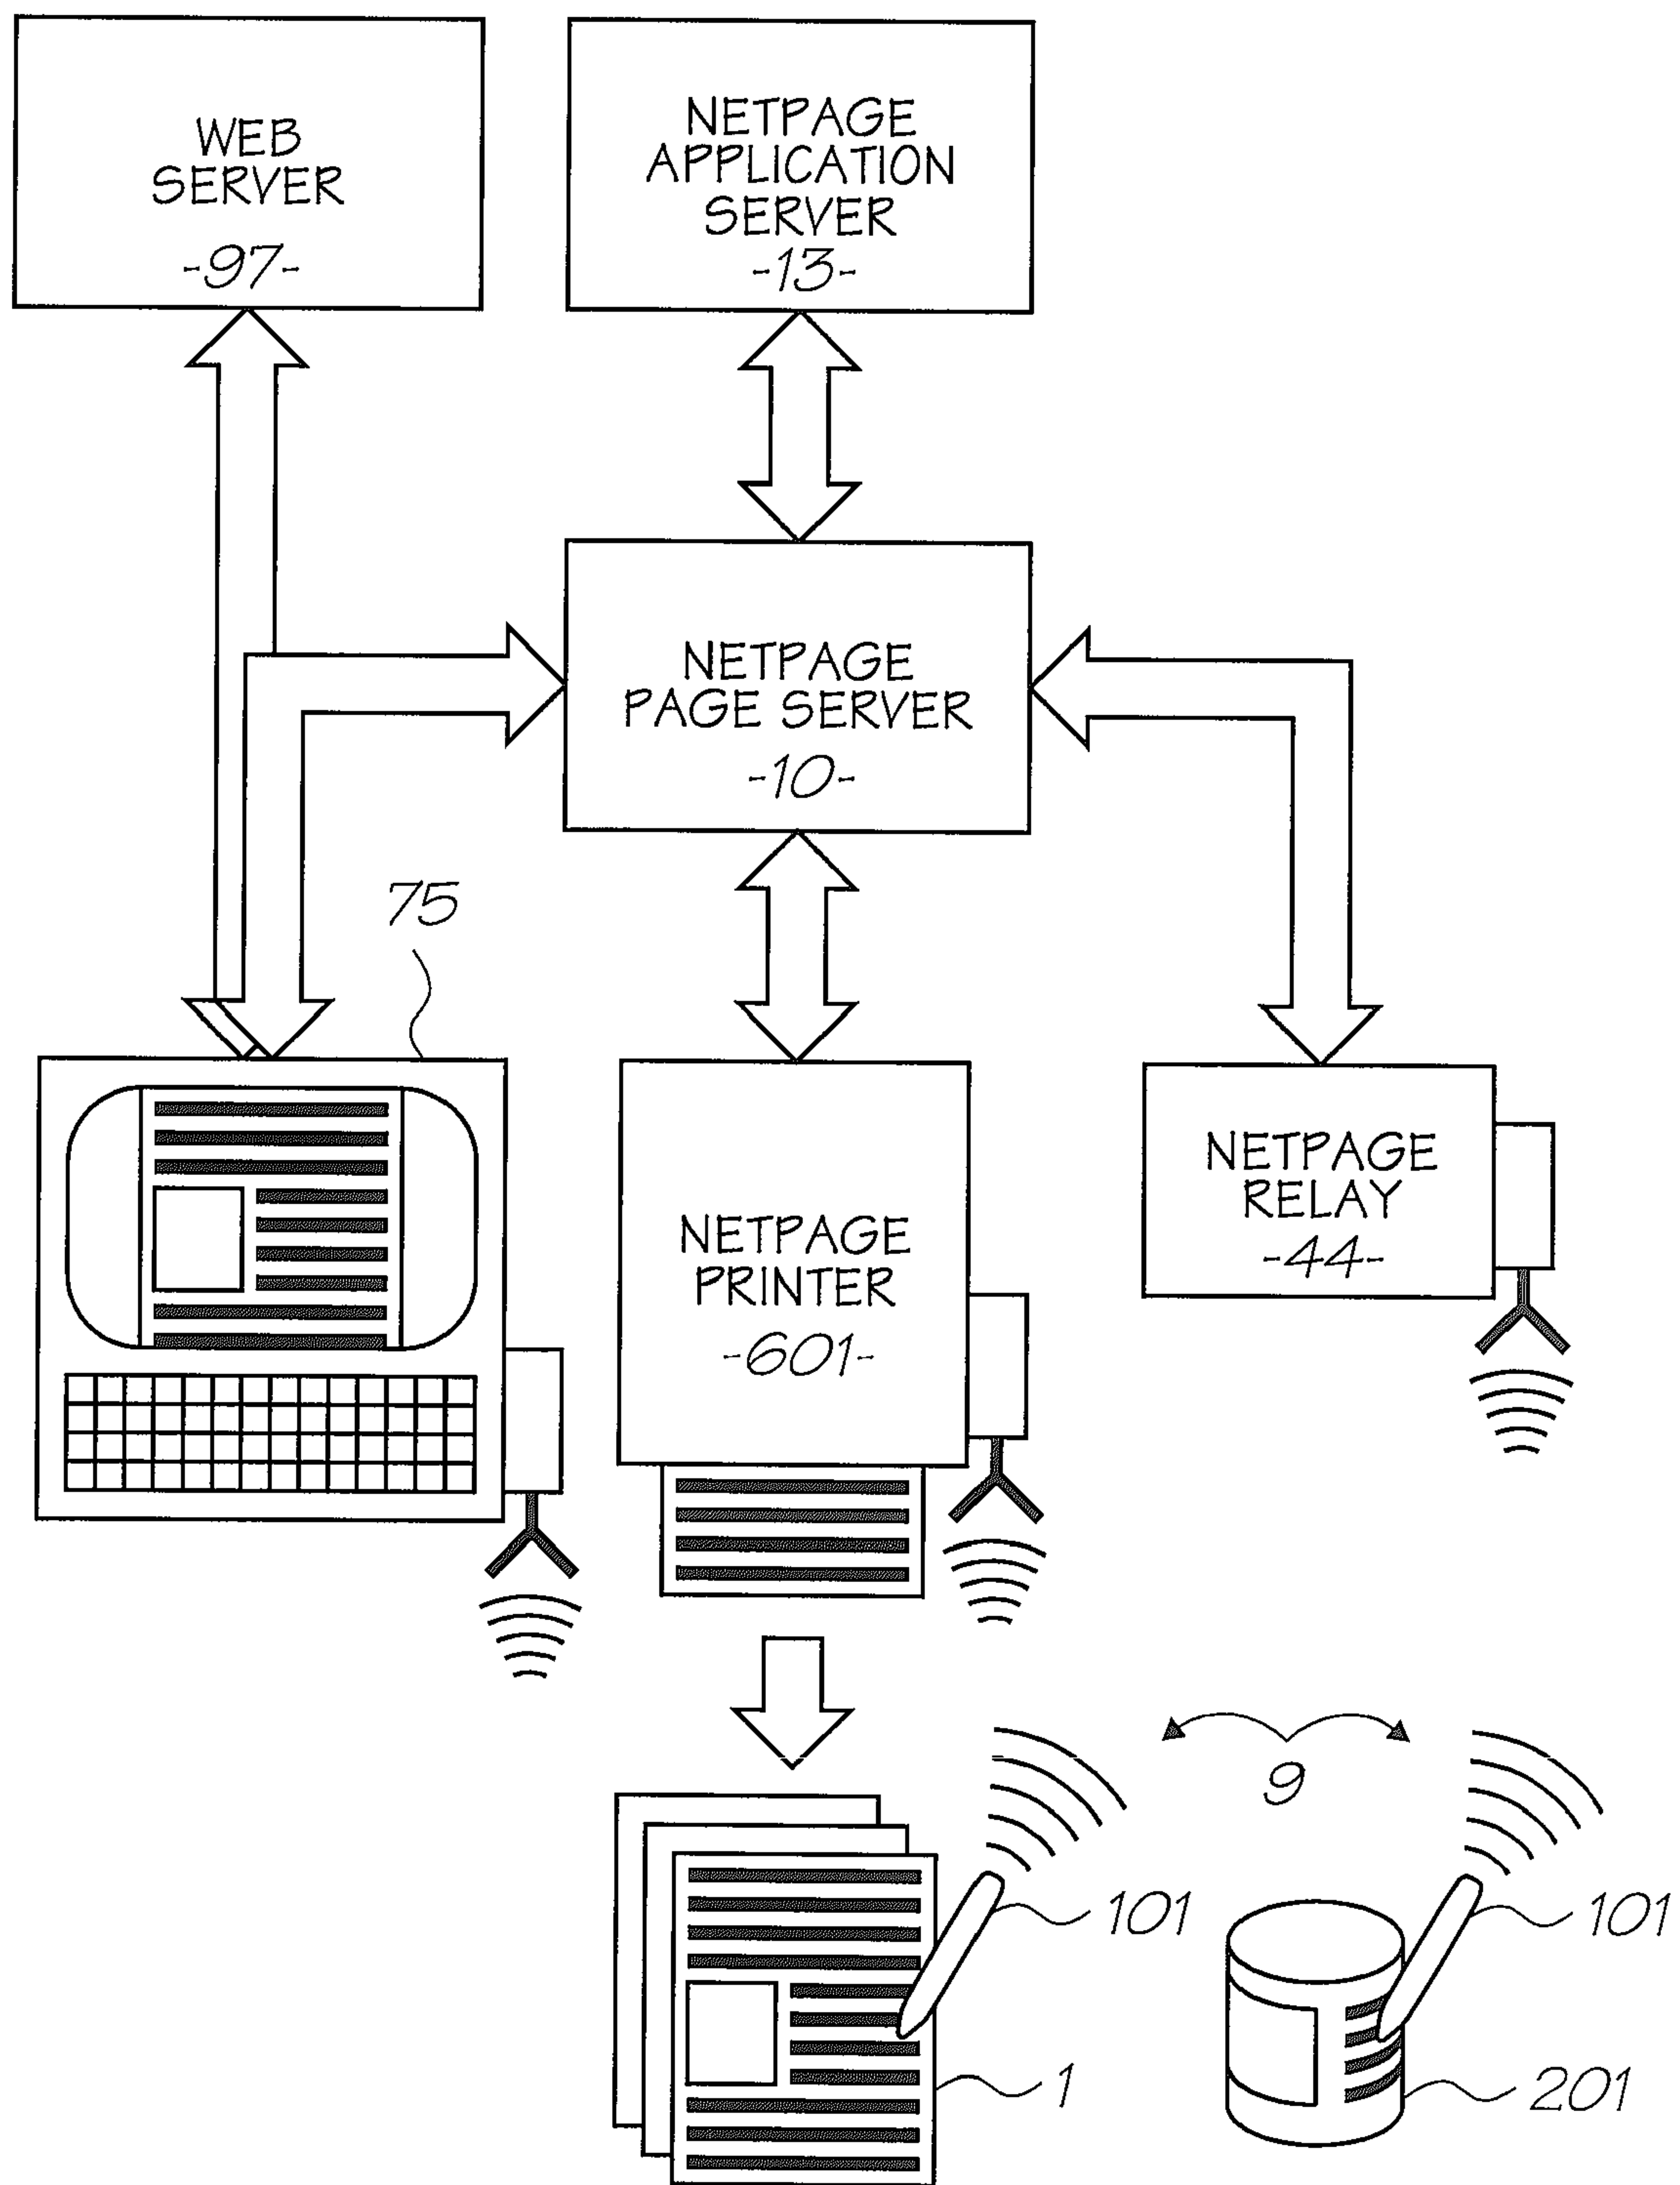 WEB
SERVER
-97-
NETPAGE
APPLICATION
SERVER
-13-
NETPAGE
PAGE SERVER
-10-
75
NETPAGE
PRINTER
-601-
NETPAGE
RELAY
-44-
9
101
101
1
201